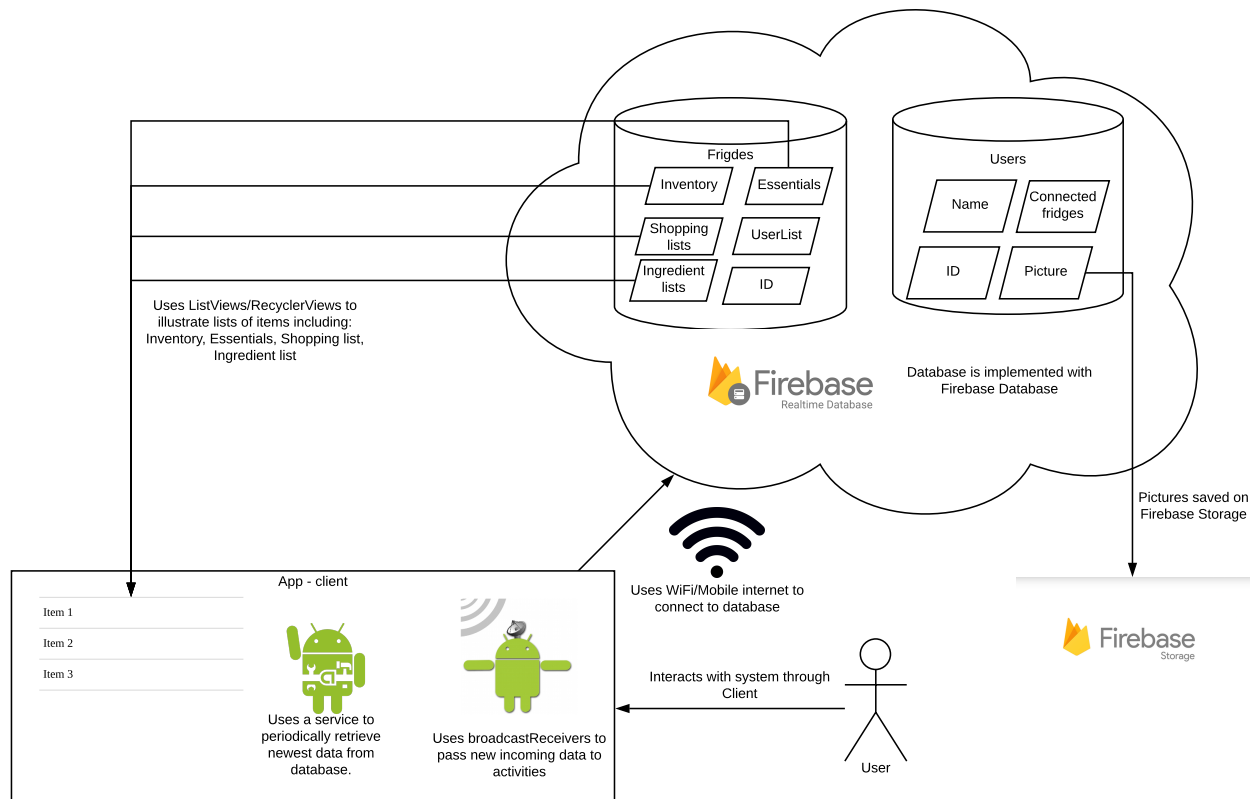 Frigdes
Inventory
Essentials
Shopping
lists
UserList
Ingredient
lists
ID
Users
Name
Connected
fridges
ID
Picture
Firebase
Realtime Database
Database is implemented with
Firebase Database
Uses ListViews/RecyclerViews to
illustrate lists of items including:
Inventory, Essentials, Shopping list,
Ingredient list
Pictures saved on
Firebase Storage
Uses WiFi/Mobile internet to
connect to database
App - client
Item 1
Item 2
Item 3
Uses a service to
periodically retrieve
newest data from
database.
Uses broadcastReceivers to
pass new incoming data to
activities
Interacts with system through
Client
User
Firebase
Storage